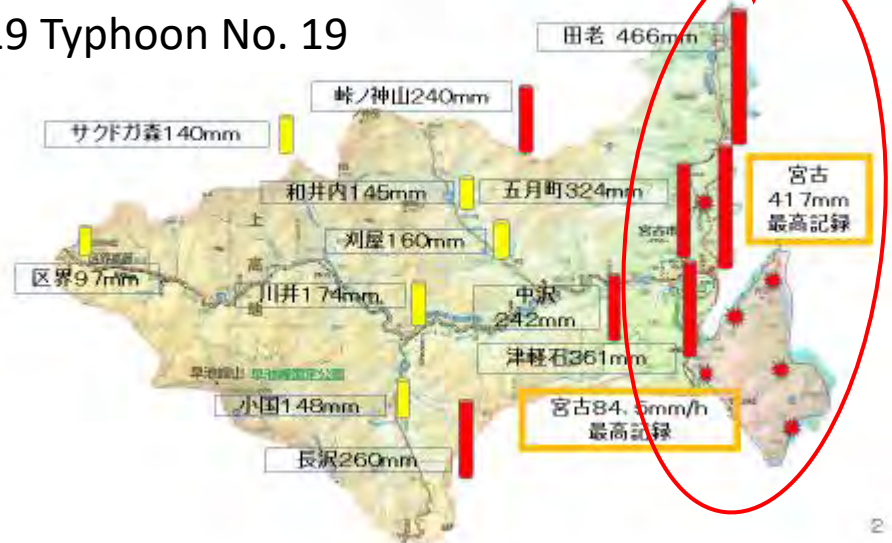 19 Typhoon No. 19
田老 466mm
峠ノ神山240mm
サクドガ森140mm
和井内145mm
五月町324mm
宮古
417mm
最高記録
刈屋160mm
区界97mm
川井174mm
中沢
242mm
津軽石361mm
小国148mm
宮古84.5mm/h
最高記録
長沢260mm
2